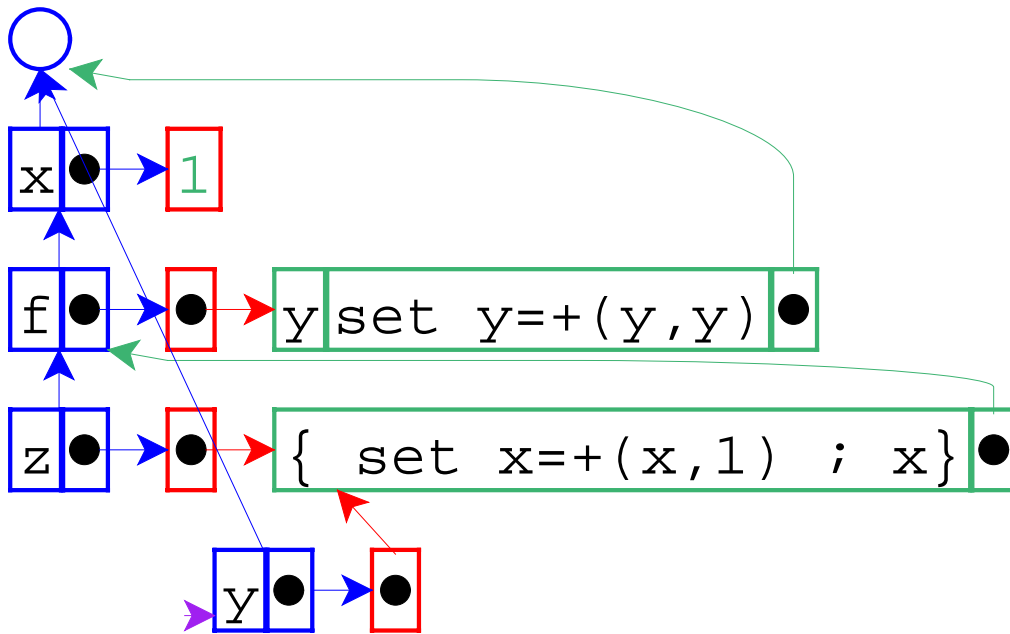 x 1
f y set y=+(y,y)
z { set x=+(x,1) ; x}
y